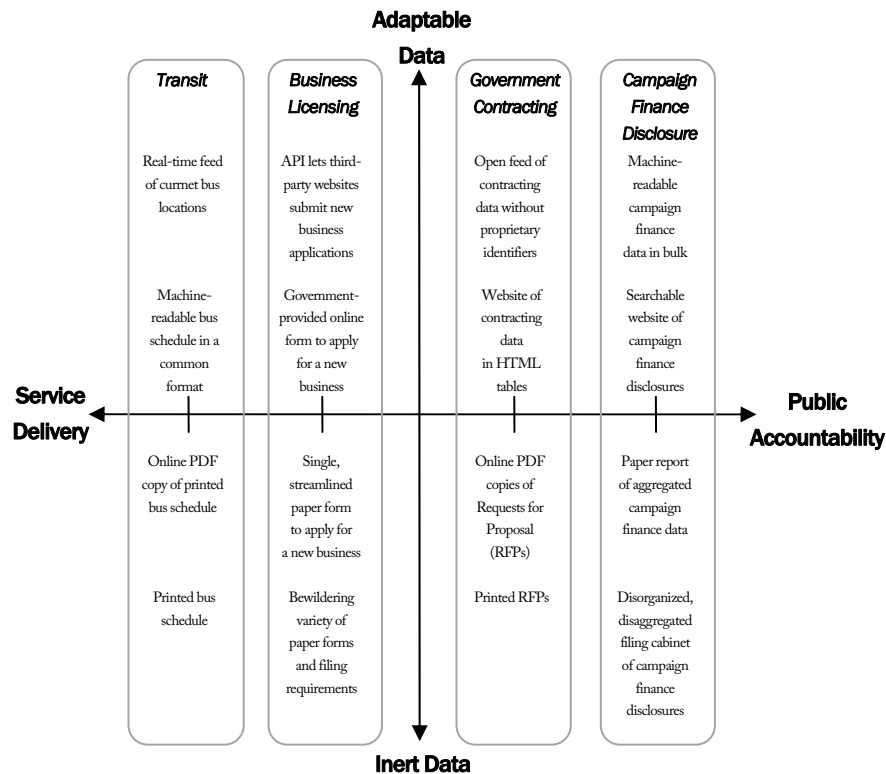 Adaptable
Data
Transit
Real-time feed
of currnet bus
locations
Machine-
readable bus
schedule in a
common
format
Online PDF
copy of printed
bus schedule
Printed bus
schedule
Business
Licensing
API lets third-
party websites
submit new
business
applications
Government-
provided online
form to apply
for a new
business
Single,
streamlined
paper form
to apply for
a new business
Bewildering
variety of
paper forms
and filing
requirements
Government
Contracting
Open feed of
contracting
data without
proprietary
identifiers
Website of
contracting
data
in HTML
tables
Online PDF
copies of
Requests for
Proposal
(RFPs)
Printed RFPs
Campaign
Finance
Disclosure
Machine-
readable
campaign
finance
data in bulk
Searchable
website of
campaign
finance
disclosures
Paper report
of aggregated
campaign
finance data
Disorganized,
disaggregated
filing cabinet
of campaign
finance
disclosures
Service
Delivery
Public
Accountability
Inert Data